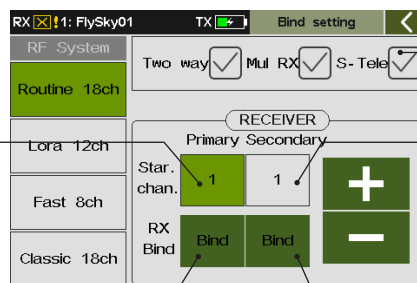 RX !1: FlySky01 TX Bind setting
RF System
Two way Mul RX S-Tele
Routine 18ch
RECEIVER
Primary Secondary
Lora 12ch
Star. chan. 1 1 +
Fast 8ch
RX Bind Bind Bind −
Classic 18ch